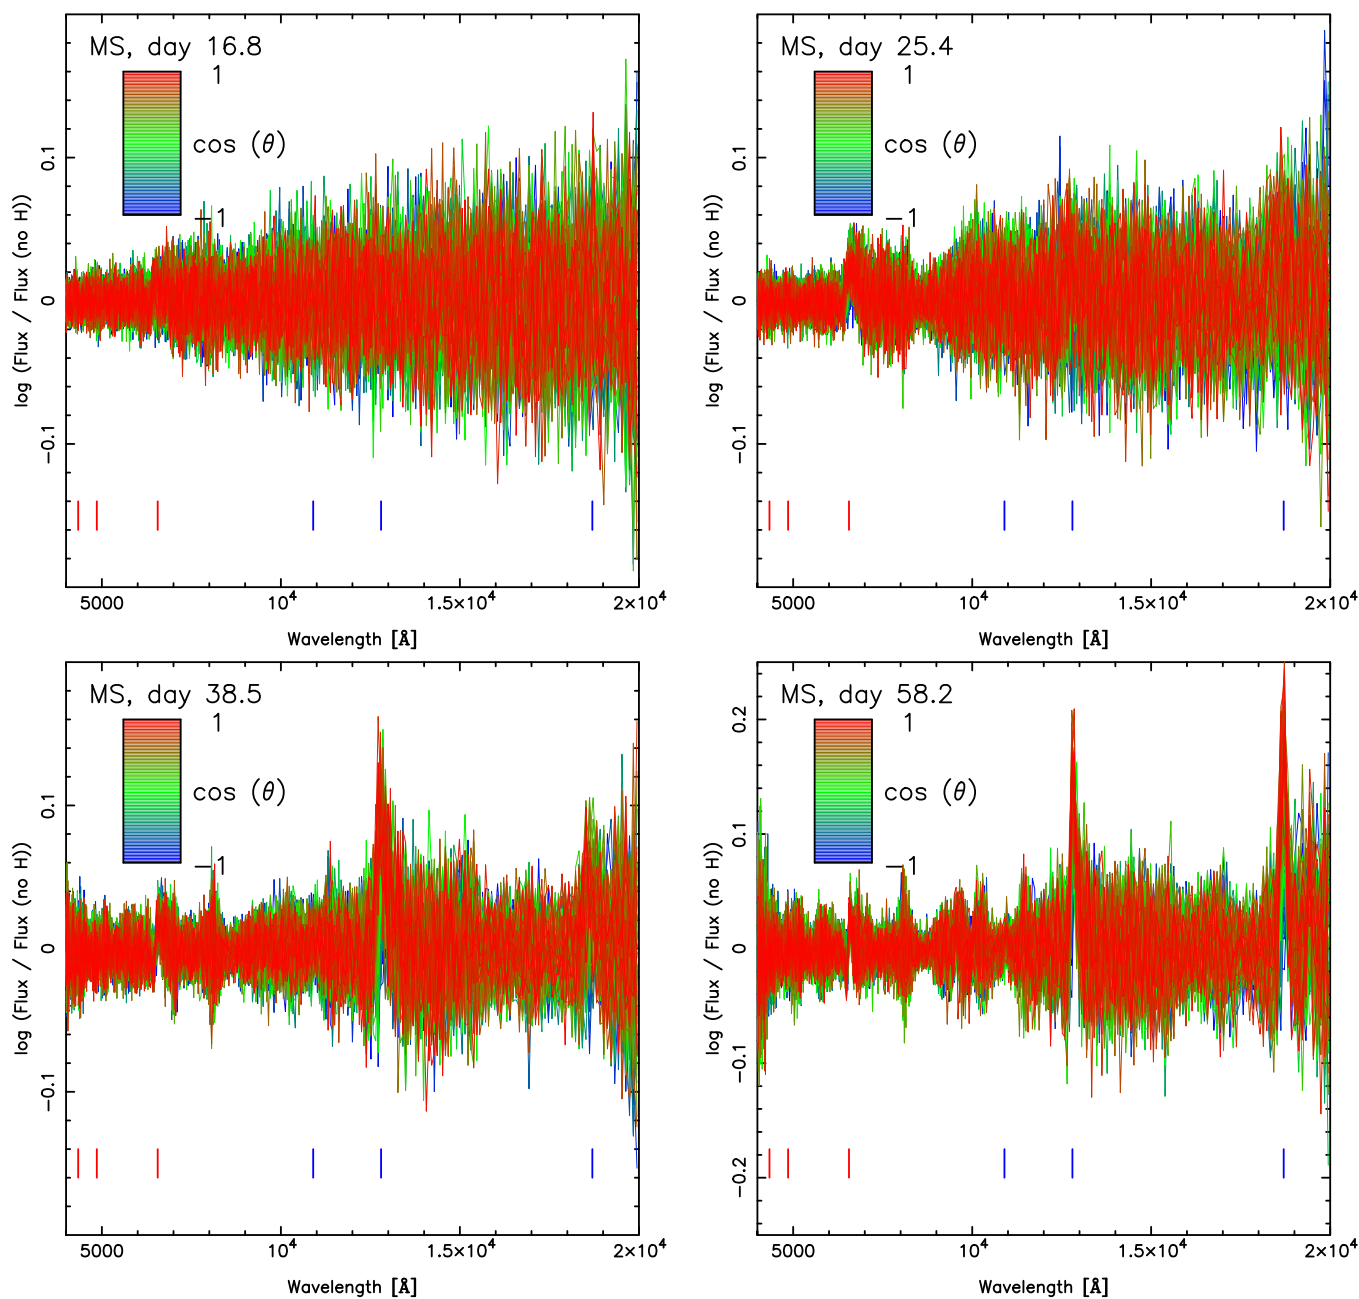 MS, day 16.8
1
cos (θ)
−1
0.1
0
−0.1
log (Flux / Flux (no H))
5000 10⁴ 1.5×10⁴ 2×10⁴
Wavelength [Å]
MS, day 25.4
1
cos (θ)
−1
0.1
0
−0.1
log (Flux / Flux (no H))
5000 10⁴ 1.5×10⁴ 2×10⁴
Wavelength [Å]
MS, day 38.5
1
cos (θ)
−1
0.1
0
−0.1
log (Flux / Flux (no H))
5000 10⁴ 1.5×10⁴ 2×10⁴
Wavelength [Å]
MS, day 58.2
1
cos (θ)
−1
0.2
0.1
0
−0.1
−0.2
log (Flux / Flux (no H))
5000 10⁴ 1.5×10⁴ 2×10⁴
Wavelength [Å]